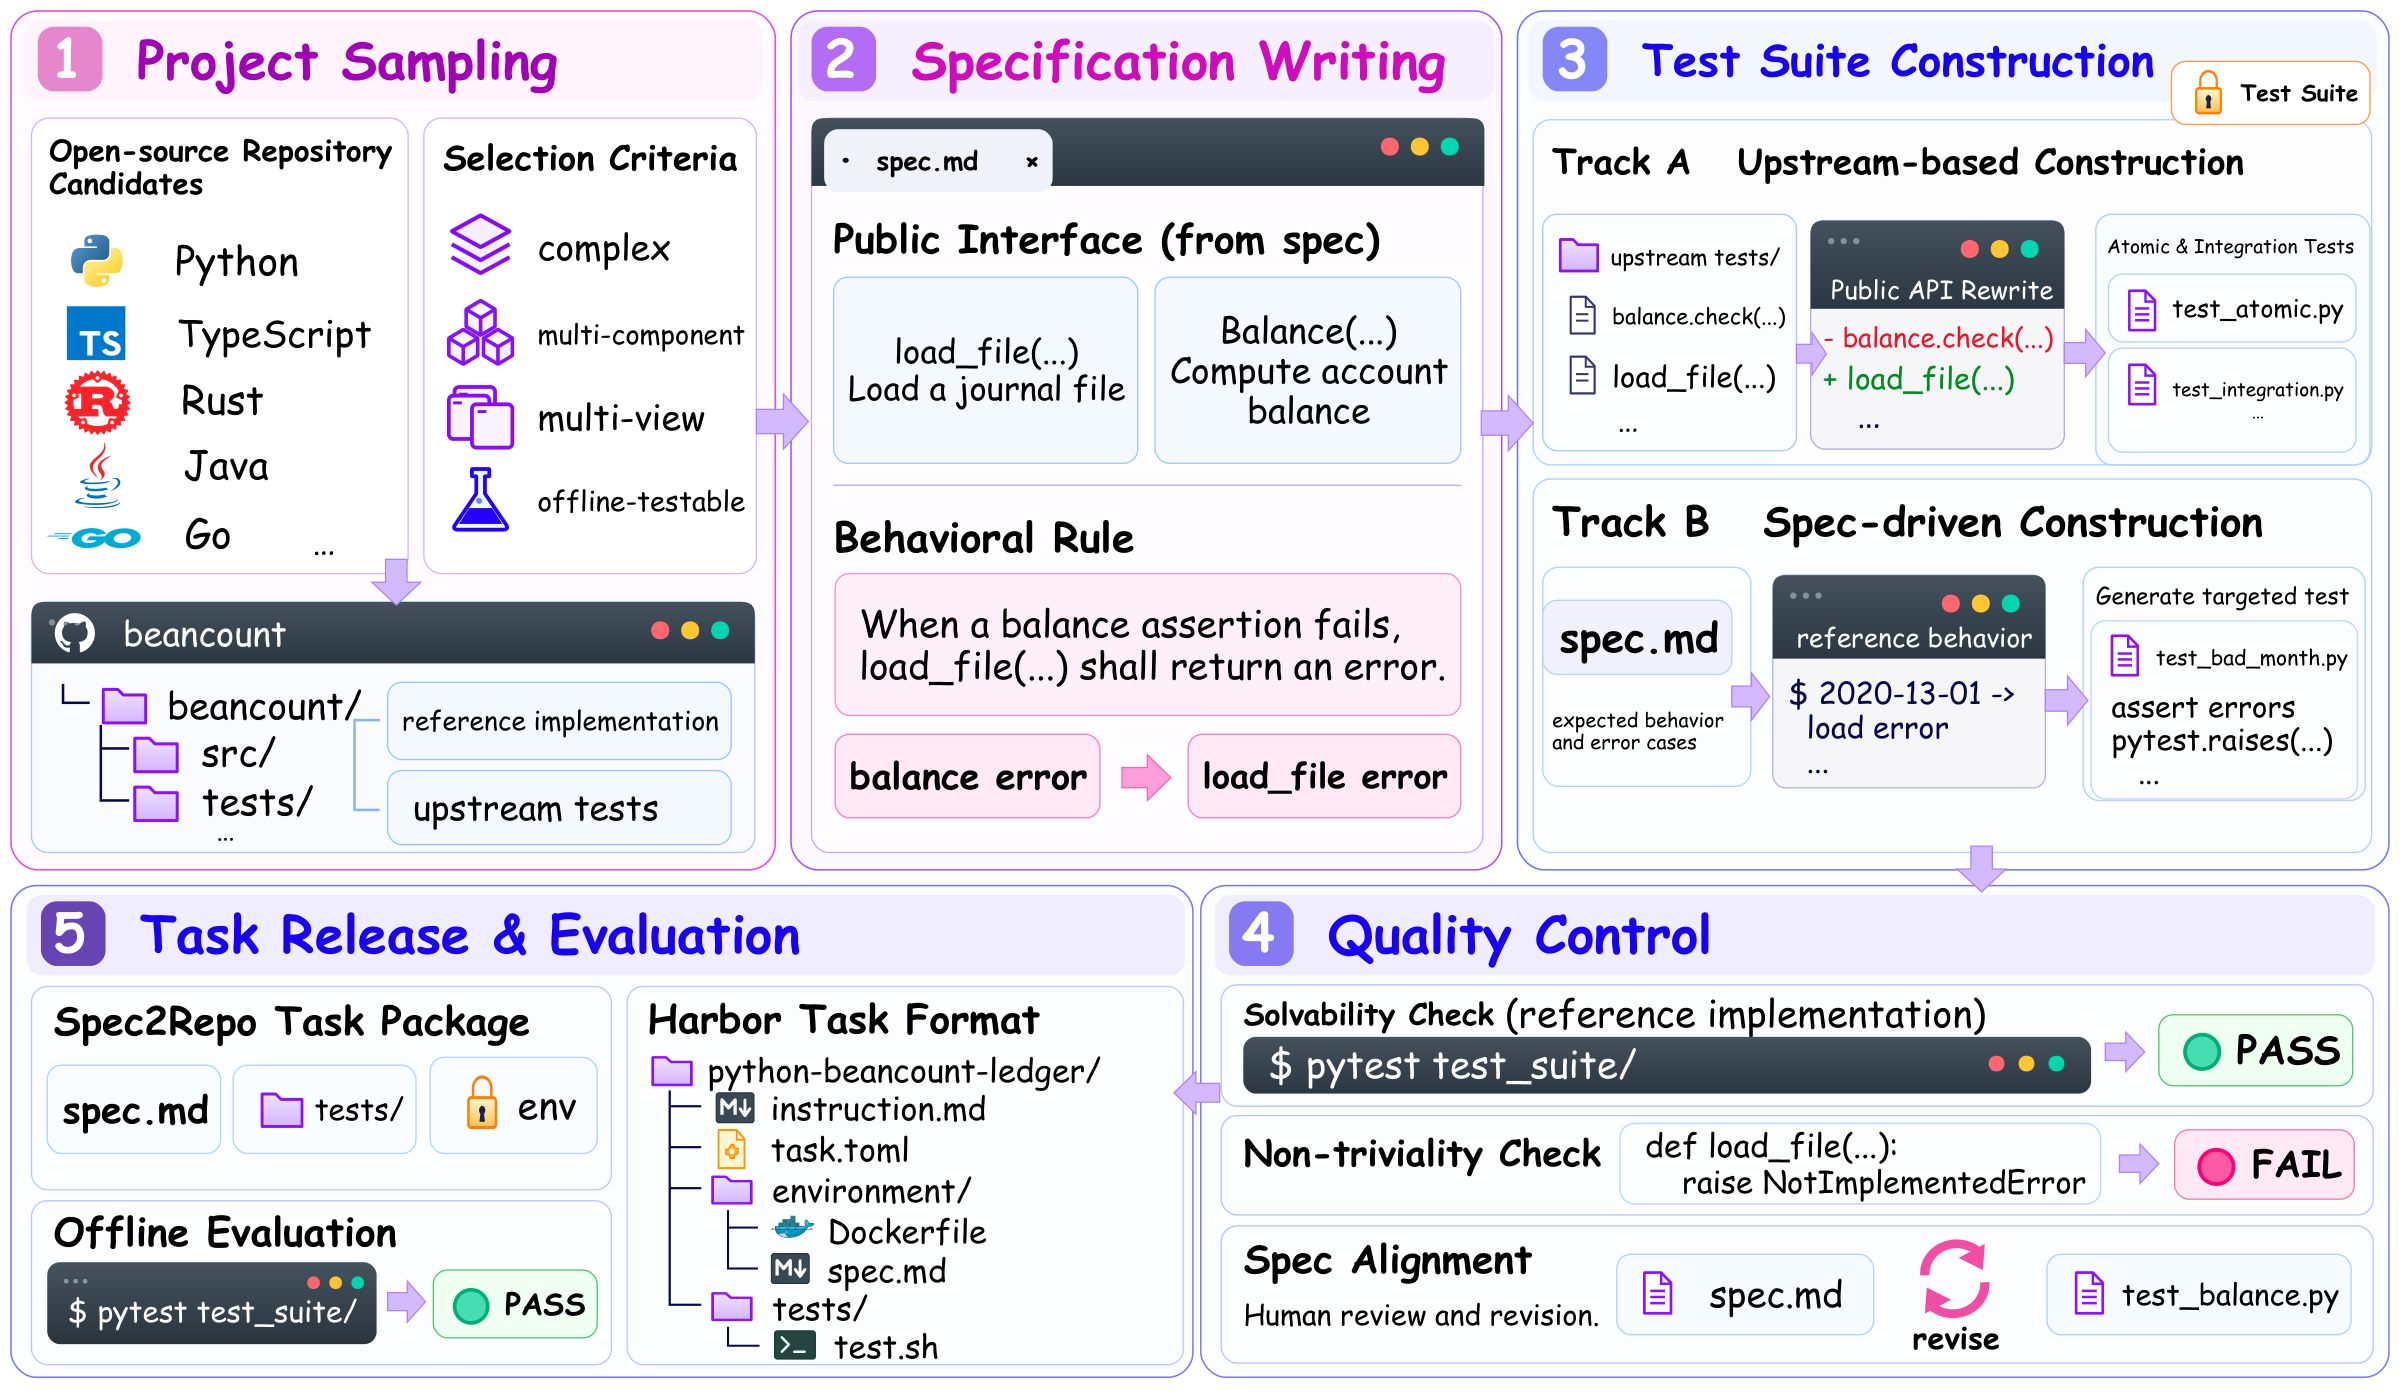 1 Project Sampling
Open-source Repository
Candidates
Python
TS TypeScript
R Rust
Java
GO Go
...
Selection Criteria
complex
multi-component
multi-view
offline-testable
beancount
beancount/
src/
tests/
...
reference implementation
upstream tests
2 Specification Writing
· spec.md ×
Public Interface (from spec)
load_file(...)
Load a journal file
Balance(...)
Compute account
balance
Behavioral Rule
When a balance assertion fails,
load_file(...) shall return an error.
balance error
load_file error
3 Test Suite Construction
Test Suite
Track A Upstream-based Construction
upstream tests/
balance.check(...)
load_file(...)
...
Public API Rewrite
- balance.check(...)
+ load_file(...)
...
Atomic & Integration Tests
test_atomic.py
test_integration.py
...
Track B Spec-driven Construction
spec.md
expected behavior
and error cases
reference behavior
$ 2020-13-01 ->
load error
...
Generate targeted test
test_bad_month.py
assert errors
pytest.raises(...)
...
5 Task Release & Evaluation
Spec2Repo Task Package
spec.md
tests/
env
Offline Evaluation
$ pytest test_suite/
PASS
Harbor Task Format
python-beancount-ledger/
M instruction.md
task.toml
environment/
Dockerfile
M spec.md
tests/
>_ test.sh
4 Quality Control
Solvability Check (reference implementation)
$ pytest test_suite/
PASS
Non-triviality Check
def load_file(...):
raise NotImplementedError
FAIL
Spec Alignment
Human review and revision.
spec.md
revise
test_balance.py